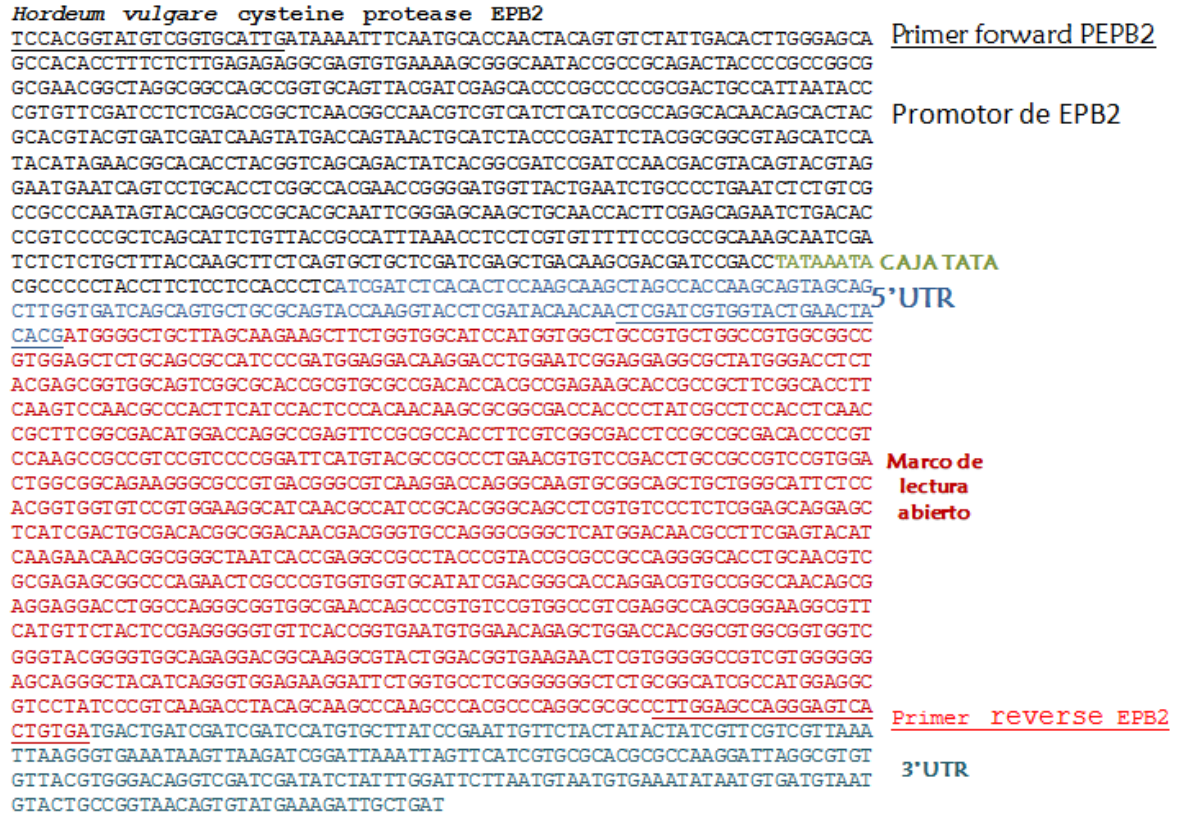 Hordeum vulgare cysteine protease EPB2
TCCACGGTATGTCGGTGCATTGATAAAATTTCAATGCACCAACTACAGTGTCTATTGACACTTGGGAGCA Primer forward PEPB2
GCCACACCTTTCTCTTGAGAGAGGCGAGTGTGAAAAGCGGGCAATACCGCCGCAGACTACCCCGCCGGCG
GCGAACGGCTAGGCGGCCAGCCGGTGCAGTTACGATCGAGCACCCCGCCCCCGCGACTGCCATTAATACC
CGTGTTCGATCCTCTCGACCGGCTCAACGGCCAACGTCGTCATCTCATCCGCCAGGCACAACAGCACTAC Promotor de EPB2
GCACGTACGTGATCGATCAAGTATGACCAGTAACTGCATCTACCCCGATTCTACGGCGGCGTAGCATCCA
TACATAGAACGGCACACCTACGGTCAGCAGACTATCACGGCGATCCGATCCAACGACGTACAGTACGTAG
GAATGAATCAGTCCTGCACCTCGGCCACGAACCGGGGATGGTTACTGAATCTGCCCCTGAATCTCTGTCG
CCGCCCAATAGTACCAGCGCCGCACGCAATTCGGGAGCAAGCTGCAACCACTTCGAGCAGAATCTGACAC
CCGTCCCCGCTCAGCATTCTGTTACCGCCATTTAAACCTCCTCGTGTTTTTCCCGCCGCAAAGCAATCGA
TCTCTCTGCTTTACCAAGCTTCTCAGTGCTGCTCGATCGAGCTGACAAGCGACGATCCGACCTATAAATA CAJA TATA
CGCCCCCTACCTTCTCCTCCACCCTCATCGATCTCACACTCCAAGCAAGCTAGCCACCAAGCAGTAGCAG 5'UTR
CTTGGTGATCAGCAGTGCTGCGCAGTACCAAGGTACCTCGATACAACAACTCGATCGTGGTACTGAACTA
CACGATGGGGCTGCTTAGCAAGAAGCTTCTGGTGGCATCCATGGTGGCTGCCGTGCTGGCCGTGGCGGCC
GTGGAGCTCTGCAGCGCCATCCCGATGGAGGACAAGGACCTGGAATCGGAGGAGGCGCTATGGGACCTCT
ACGAGCGGTGGCAGTCGGCGCACCGCGTGCGCCGACACCACGCCGAGAAGCACCGCCGCTTCGGCACCTT
CAAGTCCAACGCCCACTTCATCCACTCCCACAACAAGCGCGGCGACCACCCCTATCGCCTCCACCTCAAC
CGCTTCGGCGACATGGACCAGGCCGAGTTCCGCGCCACCTTCGTCGGCGACCTCCGCCGCGACACCCCGT
CCAAGCCGCCGTCCGTCCCCGGATTCATGTACGCCGCCCTGAACGTGTCCGACCTGCCGCCGTCCGTGGA Marco de
CTGGCGGCAGAAGGGCGCCGTGACGGGCGTCAAGGACCAGGGCAAGTGCGGCAGCTGCTGGGCATTCTCC lectura
ACGGTGGTGTCCGTGGAAGGCATCAACGCCATCCGCACGGGCAGCCTCGTGTCCCTCTCGGAGCAGGAGC abierto
TCATCGACTGCGACACGGCGGACAACGACGGGTGCCAGGGCGGGCTCATGGACAACGCCTTCGAGTACAT
CAAGAACAACGGCGGGCTAATCACCGAGGCCGCCTACCCGTACCGCGCCGCCAGGGGCACCTGCAACGTC
GCGAGAGCGGCCCAGAACTCGCCCGTGGTGGTGCATATCGACGGGCACCAGGACGTGCCGGCCAACAGCG
AGGAGGACCTGGCCAGGGCGGTGGCGAACCAGCCCGTGTCCGTGGCCGTCGAGGCCAGCGGGAAGGCGTT
CATGTTCTACTCCGAGGGGGTGTTCACCGGTGAATGTGGAACAGAGCTGGACCACGGCGTGGCGGTGGTC
GGGTACGGGGTGGCAGAGGACGGCAAGGCGTACTGGACGGTGAAGAACTCGTGGGGGCCGTCGTGGGGGG
AGCAGGGCTACATCAGGGTGGAGAAGGATTCTGGTGCCTCGGGGGGGCTCTGCGGCATCGCCATGGAGGC
GTCCTATCCCGTCAAGACCTACAGCAAGCCCAAGCCCACGCCCAGGCGCGCCCTTGGAGCCAGGGAGTCA Primer reverse EPB2
CTGTGATGACTGATCGATCGATCCATGTGCTTATCCGAATTGTTCTACTATACTATCGTTCGTCGTTAAA
TTAAGGGTGAAATAAGTTAAGATCGGATTAAATTAGTTCATCGTGCGCACGCGCCAAGGATTAGGCGTGT 3'UTR
GTTACGTGGGACAGGTCGATCGATATCTATTTGGATTCTTAATGTAATGTGAAATATAATGTGATGTAAT
GTACTGCCGGTAACAGTGTATGAAAGATTGCTGAT